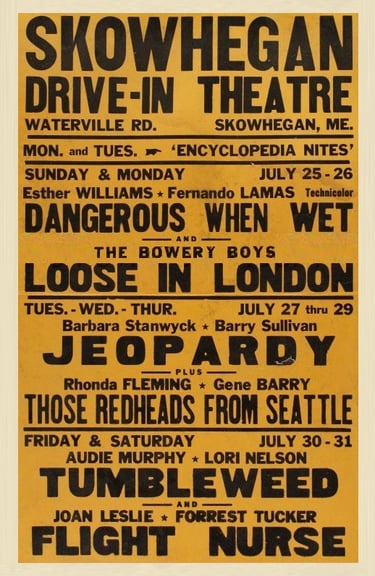 SKOWHEGAN
DRIVE-IN THEATRE
WATERVILLE RD. SKOWHEGAN, ME.
MON. and TUES. ☛ 'ENCYCLOPEDIA NITES'
SUNDAY & MONDAY JULY 25-26
Esther WILLIAMS ★ Fernando LAMAS Technicolor
DANGEROUS WHEN WET
AND
THE BOWERY BOYS
LOOSE IN LONDON
TUES. - WED. - THUR. JULY 27 thru 29
Barbara Stanwyck ★ Barry Sullivan
JEOPARDY
PLUS
Rhonda FLEMING ★ Gene BARRY
THOSE REDHEADS FROM SEATTLE
FRIDAY & SATURDAY JULY 30-31
AUDIE MURPHY ★ LORI NELSON
TUMBLEWEED
AND
JOAN LESLIE ★ FORREST TUCKER
FLIGHT NURSE